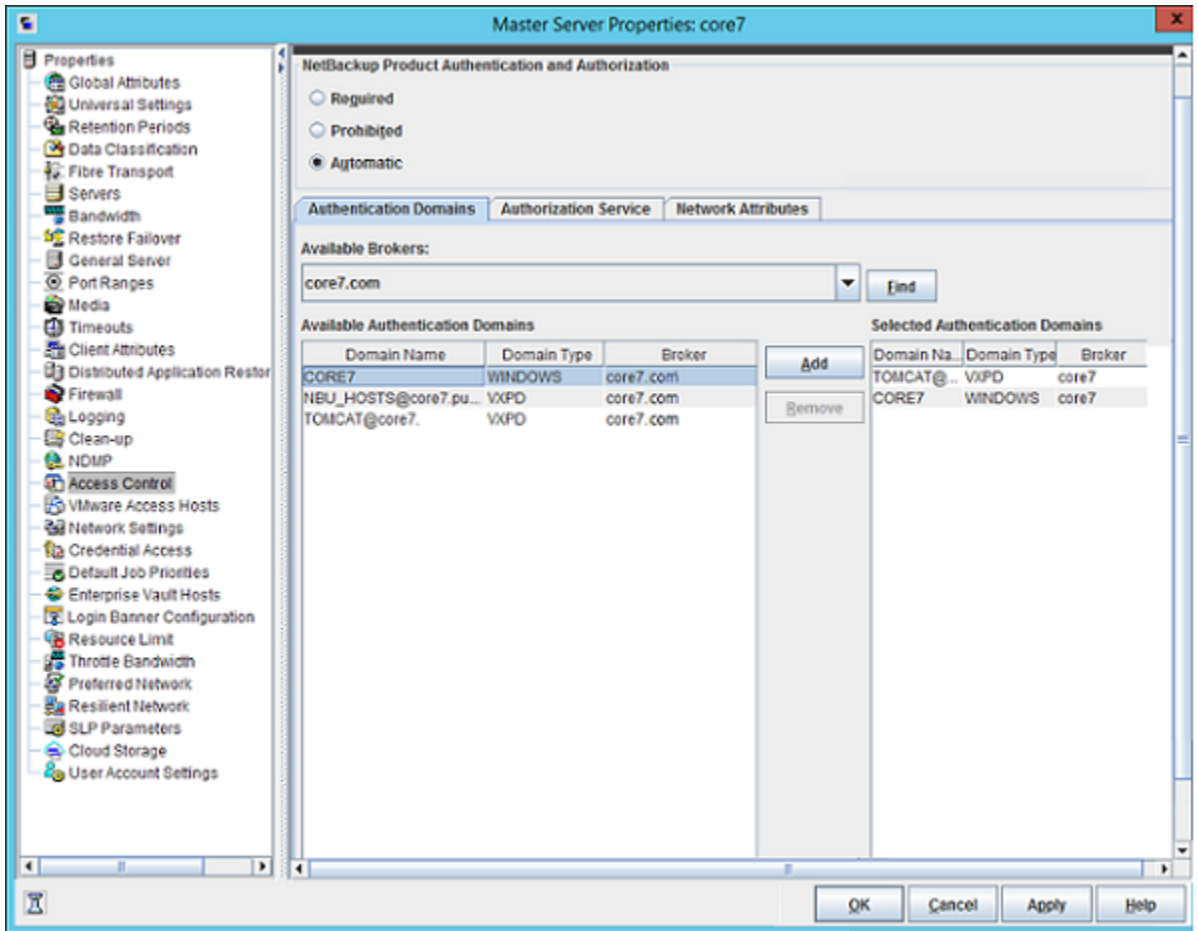 Master Server Properties: core7
x
Properties
Global Attributes
Universal Settings
Retention Periods
Data Classification
Fibre Transport
Servers
Bandwidth
Restore Failover
General Server
Port Ranges
Media
Timeouts
Client Attributes
Distributed Application Restor
Firewall
Logging
Clean-up
NDMP
Access Control
VMware Access Hosts
Network Settings
Credential Access
Default Job Priorities
Enterprise Vault Hosts
Login Banner Configuration
Resource Limit
Throttle Bandwidth
Preferred Network
Resilient Network
SLP Parameters
Cloud Storage
User Account Settings
NetBackup Product Authentication and Authorization
Required
Prohibited
Automatic
Authentication Domains Authorization Service Network Attributes
Available Brokers:
core7.com Find
Available Authentication Domains
Domain Name Domain Type Broker
CORE7 WINDOWS core7.com
NBU_HOSTS@core7.pu... VXPD core7.com
TOMCAT@core7. VXPD core7.com
Add
Remove
Selected Authentication Domains
Domain Na... Domain Type Broker
TOMCAT@... VXPD core7
CORE7 WINDOWS core7
OK Cancel Apply Help